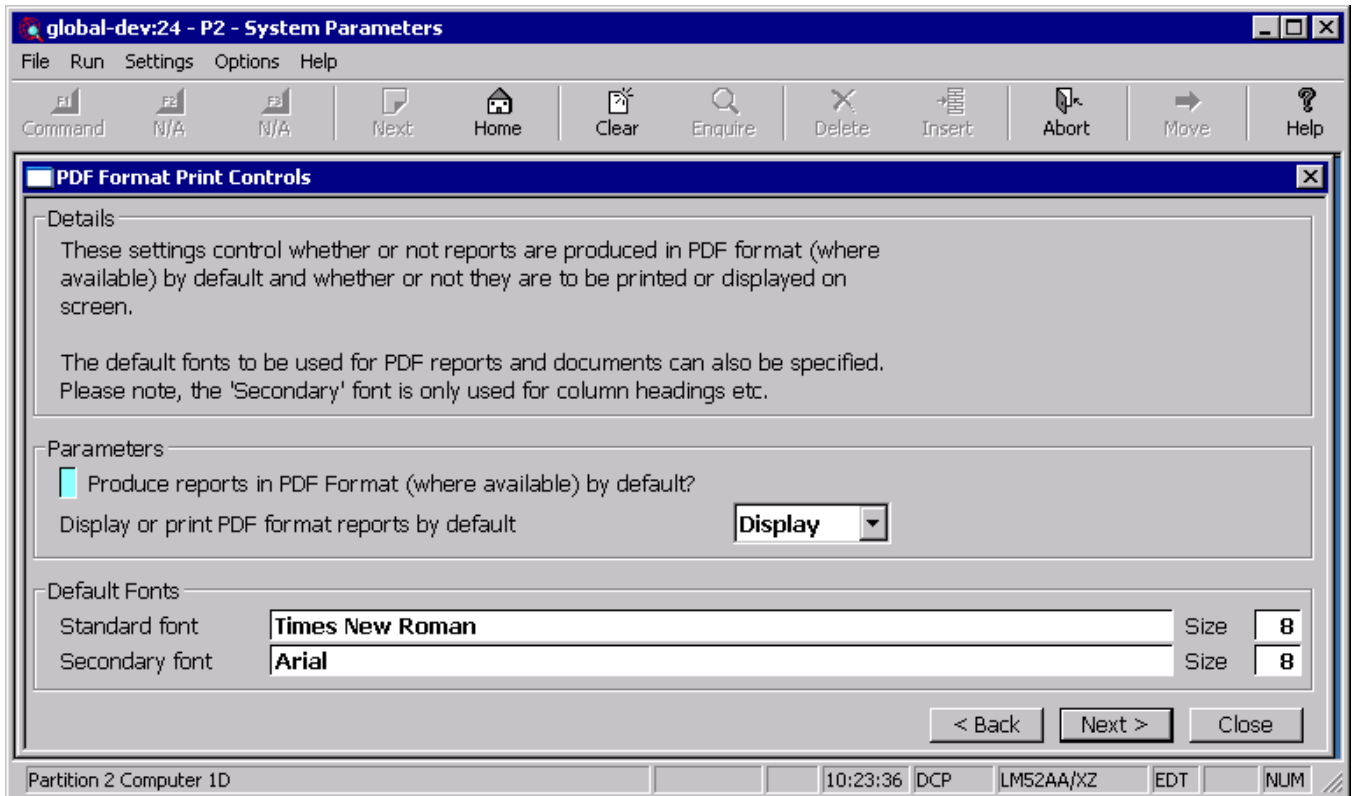 global-dev:24 - P2 - System Parameters
File Run Settings Options Help
F1 F2 F3
Command N/A N/A Next Home Clear Enquire Delete Insert Abort Move Help
PDF Format Print Controls
Details
These settings control whether or not reports are produced in PDF format (where
available) by default and whether or not they are to be printed or displayed on
screen.
The default fonts to be used for PDF reports and documents can also be specified.
Please note, the 'Secondary' font is only used for column headings etc.
Parameters
Produce reports in PDF Format (where available) by default?
Display or print PDF format reports by default Display
Default Fonts
Standard font Times New Roman Size 8
Secondary font Arial Size 8
< Back Next > Close
Partition 2 Computer 1D 10:23:36 DCP LM52AA/XZ EDT NUM